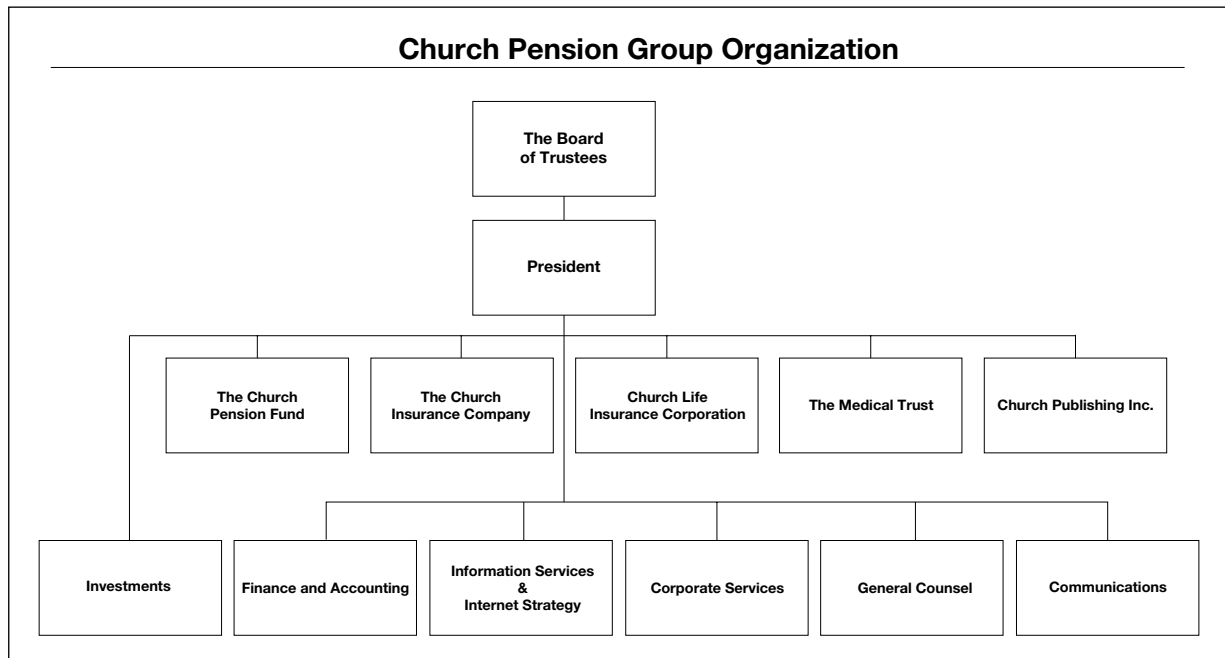 Church Pension Group Organization
The Board
of Trustees
President
The Church
Pension Fund
The Church
Insurance Company
Church Life
Insurance Corporation
The Medical Trust
Church Publishing Inc.
Investments
Finance and Accounting
Information Services
&
Internet Strategy
Corporate Services
General Counsel
Communications